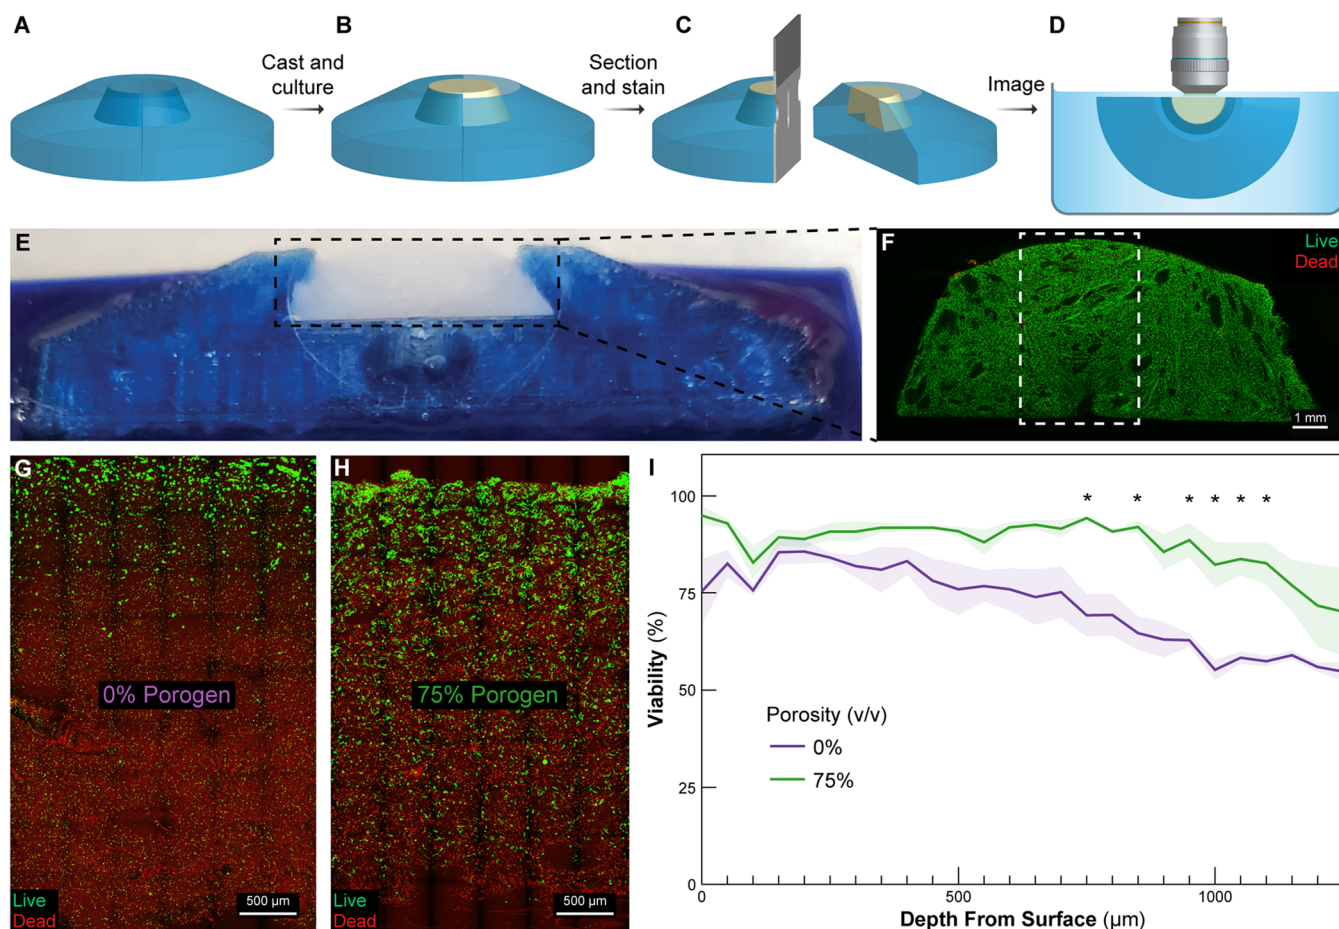 A
B
C
D
Cast and
culture
Section
and stain
Image
E
F
Live
Dead
1 mm
G
0% Porogen
Live
Dead
500 µm
H
75% Porogen
Live
Dead
500 µm
I
100
75
50
25
0
* * * * * *
Viability (%)
Porosity (v/v)
0%
75%
0 500 1000
Depth From Surface (µm)